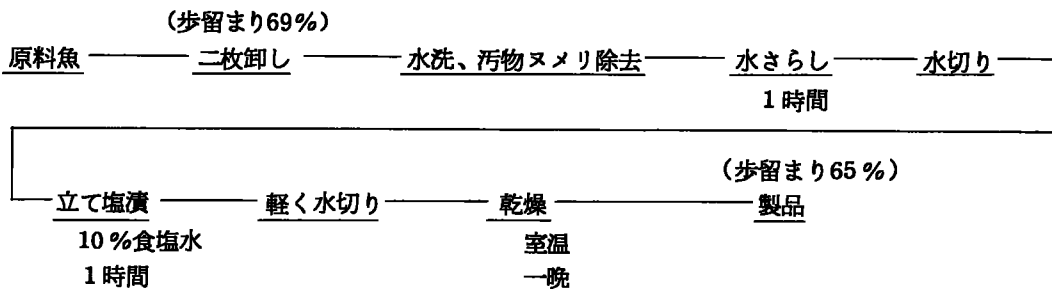 (歩留まり69%)
原料魚 二枚卸し 水洗、汚物ヌメリ除去 水さらし 水切り
1時間
(歩留まり65%)
立て塩漬 軽く水切り 乾燥 製品
10%食塩水 室温
1時間 一晩